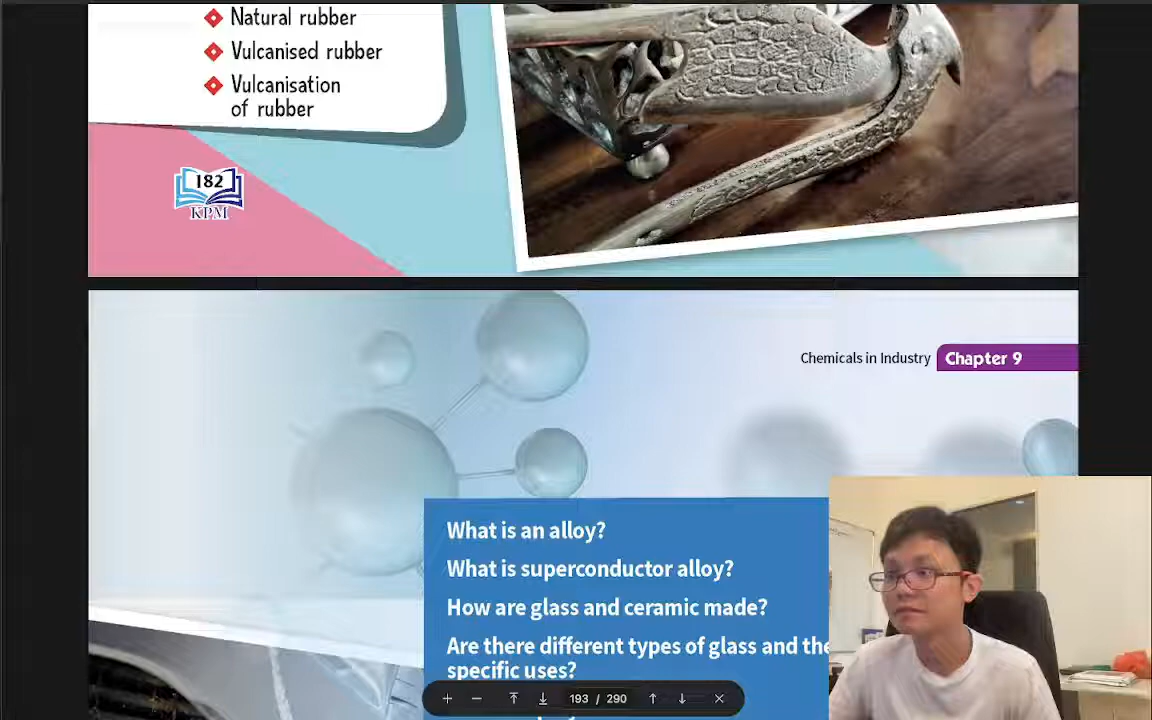 Natural rubber
Vulcanised rubber
Vulcanisation
of rubber
182
KPM
Chemicals in Industry Chapter 9
What is an alloy?
What is superconductor alloy?
How are glass and ceramic made?
Are there different types of glass and the
specific uses?
193 / 290